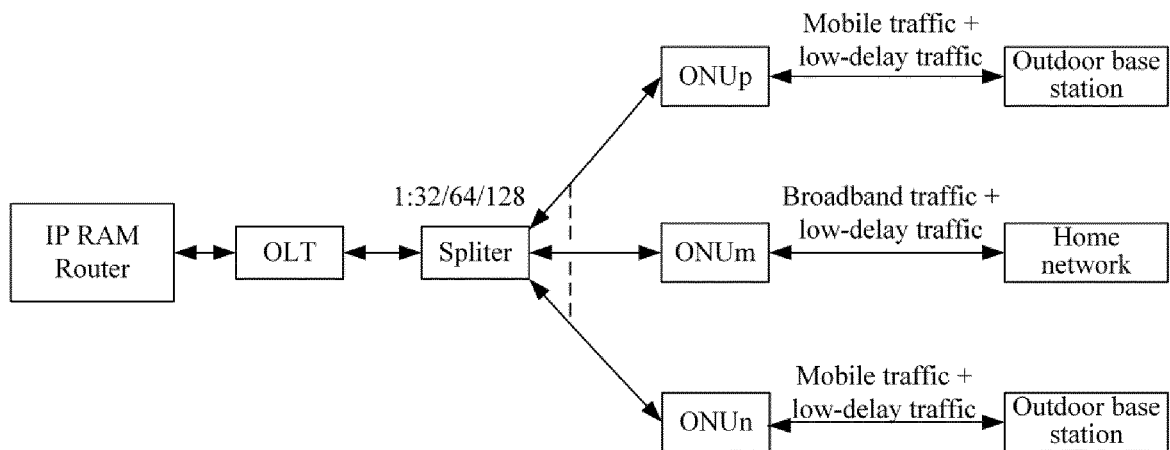 Mobile traffic +
low-delay traffic
ONUp
Outdoor base
station
1:32/64/128
IP RAM
Router
OLT
Spliter
Broadband traffic +
low-delay traffic
ONUm
Home
network
Mobile traffic +
low-delay traffic
ONUn
Outdoor base
station